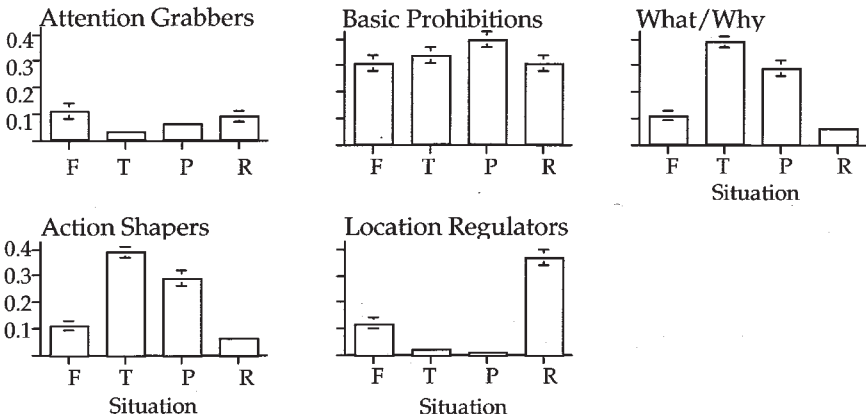 Attention Grabbers
0.4
0.3
0.2
0.1
F T P R
Basic Prohibitions
F T P R
What/Why
F T P R
Situation
Action Shapers
0.4
0.3
0.2
0.1
F T P R
Situation
Location Regulators
F T P R
Situation